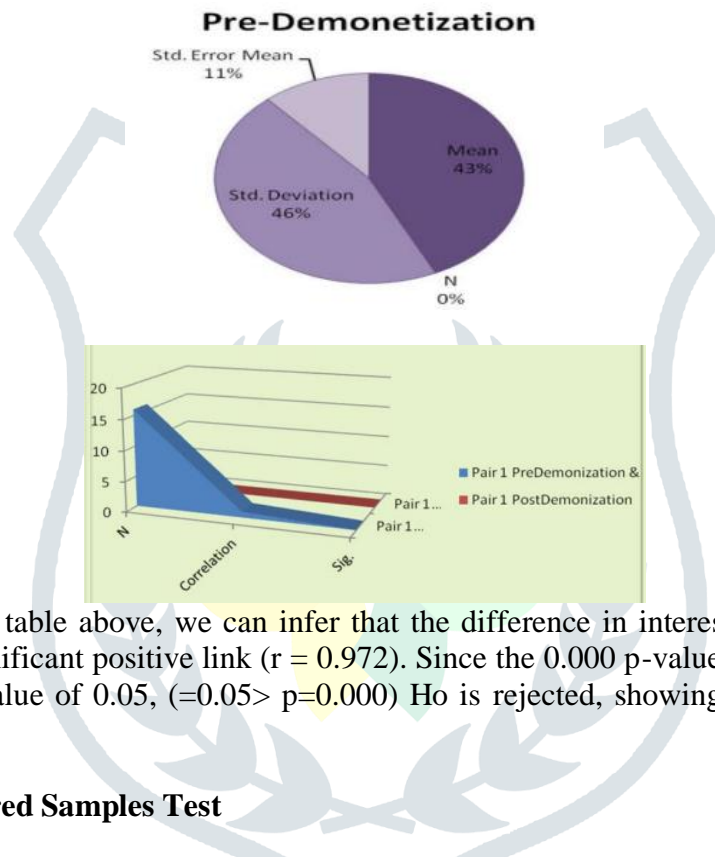 Pre-Demonetization
Std. Error Mean
11%
Mean
43%
Std. Deviation
46%
N
0%
20
15
10
5
0
N
Correlation
Sig.
Pair 1...
Pair 1...
Pair 1 PreDemonization &
Pair 1 PostDemonization
table above, we can infer that the difference in interes
nificant positive link (r = 0.972). Since the 0.000 p-value
alue of 0.05, (=0.05> p=0.000) Ho is rejected, showing
red Samples Test